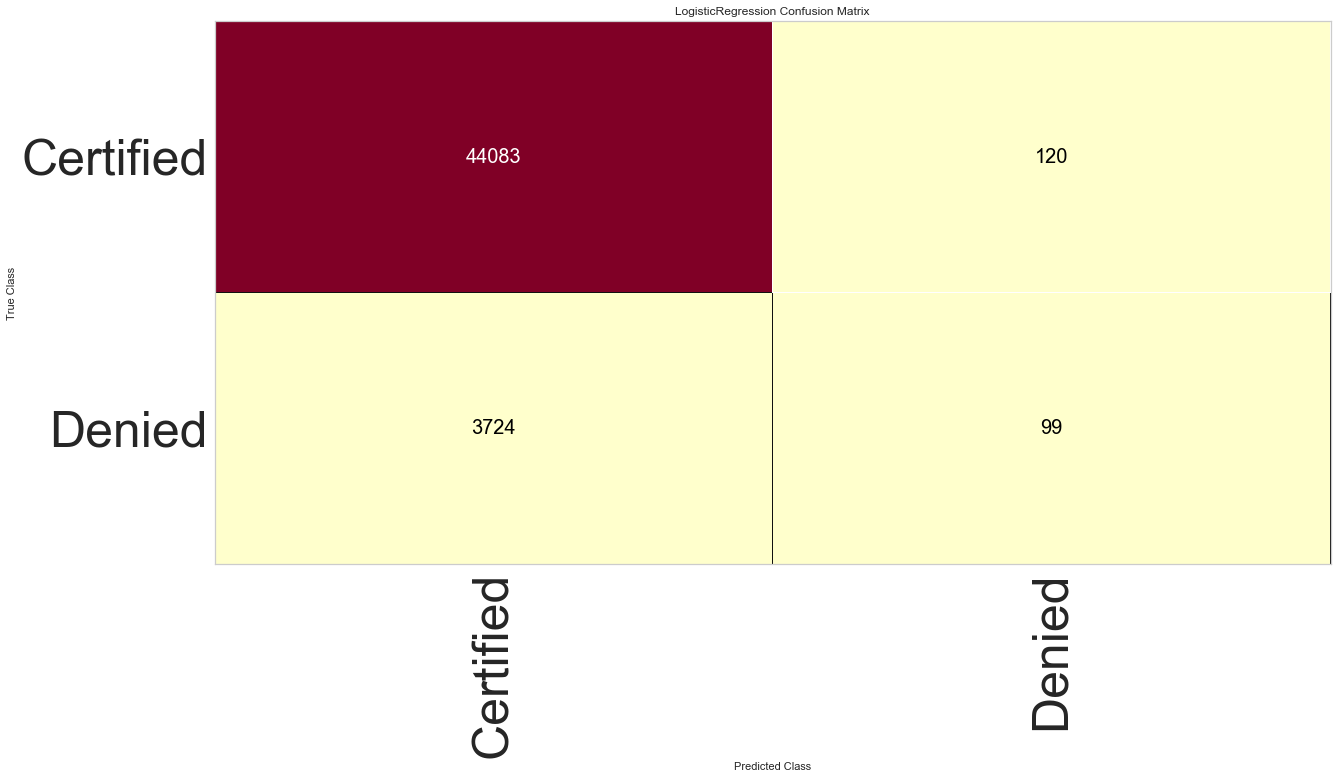 LogisticRegression Confusion Matrix
Certified
44083
120
True Class
Denied
3724
99
Certified
Denied
Predicted Class